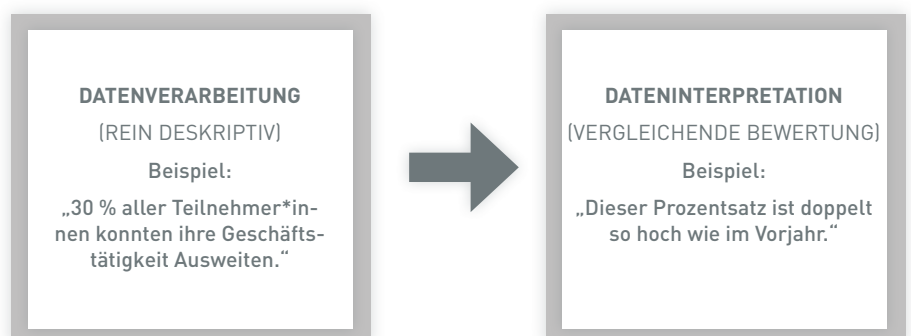 DATENVERARBEITUNG
(REIN DESKRIPTIV)
Beispiel:
„30 % aller Teilnehmer*in-
nen konnten ihre Geschäfts-
tätigkeit Ausweiten.“
DATENINTERPRETATION
(VERGLEICHENDE BEWERTUNG)
Beispiel:
„Dieser Prozentsatz ist doppelt
so hoch wie im Vorjahr.“